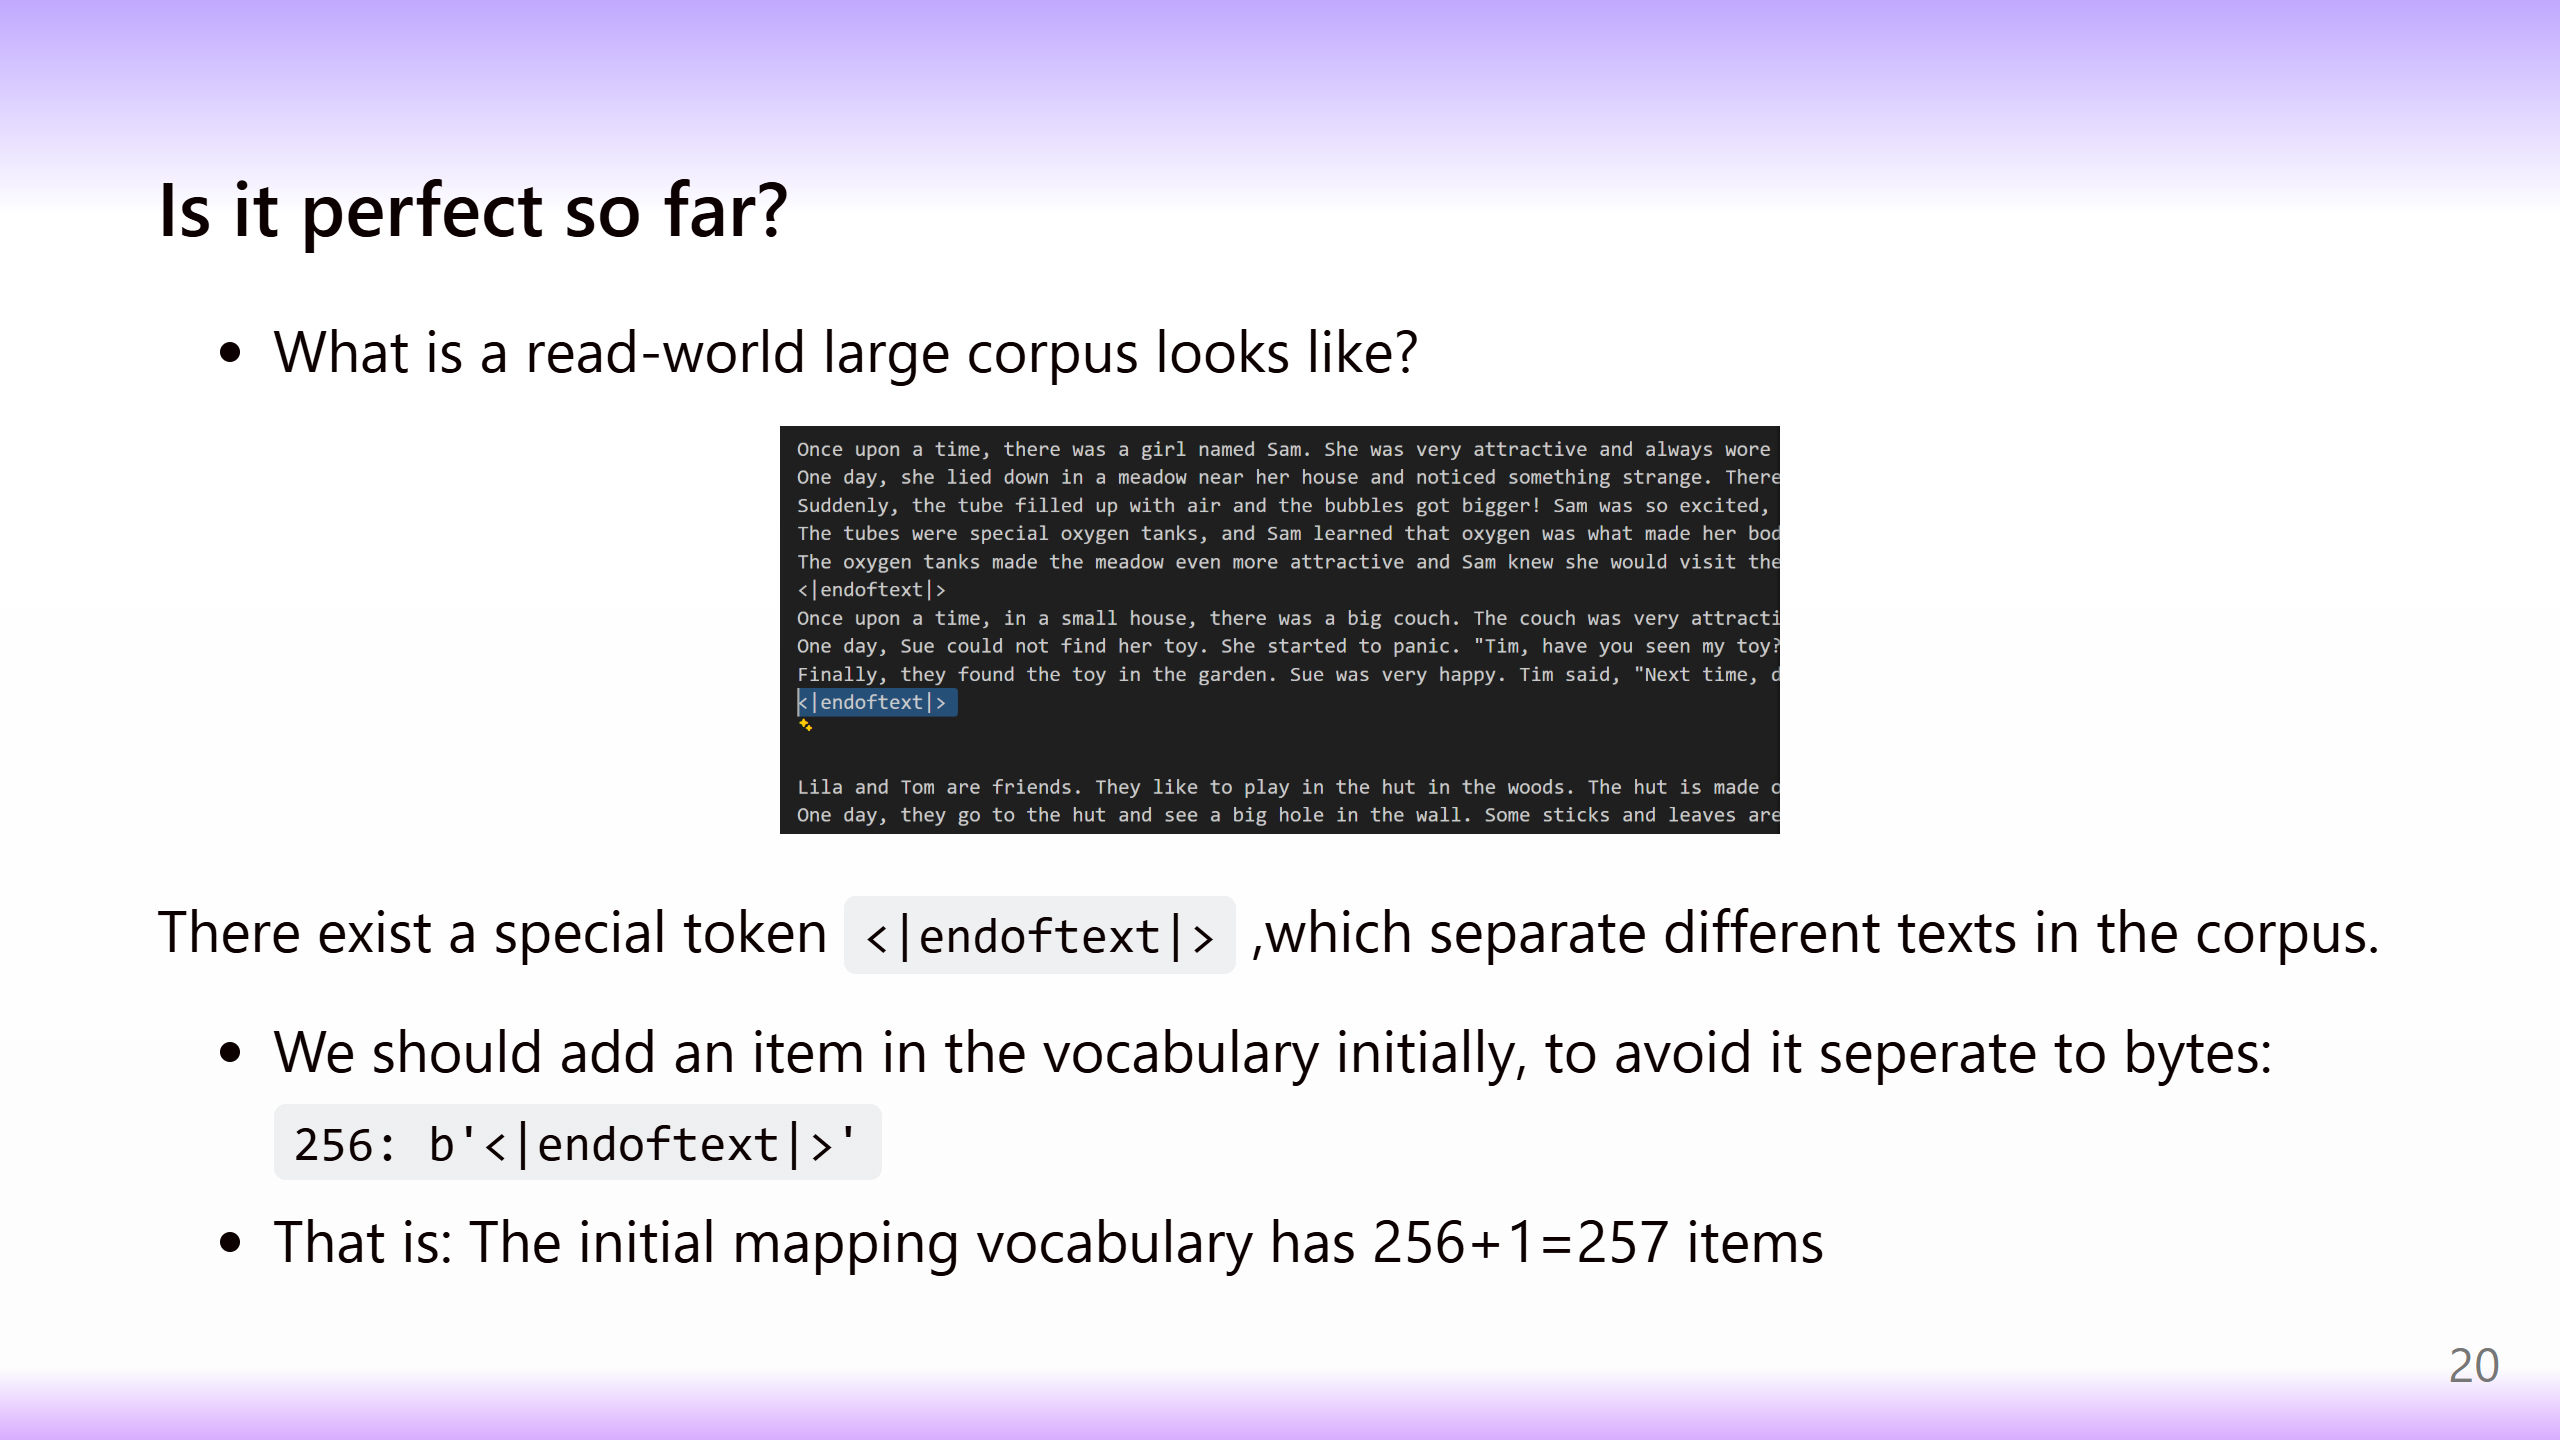 Is it perfect so far?
• What is a read-world large corpus looks like?
Once upon a time, there was a girl named Sam. She was very attractive and always wore
One day, she lied down in a meadow near her house and noticed something strange. There
Suddenly, the tube filled up with air and the bubbles got bigger! Sam was so excited,
The tubes were special oxygen tanks, and Sam learned that oxygen was what made her bod
The oxygen tanks made the meadow even more attractive and Sam knew she would visit the
<|endoftext|>
Once upon a time, in a small house, there was a big couch. The couch was very attracti
One day, Sue could not find her toy. She started to panic. "Tim, have you seen my toy?
Finally, they found the toy in the garden. Sue was very happy. Tim said, "Next time, d
<|endoftext|>
Lila and Tom are friends. They like to play in the hut in the woods. The hut is made o
One day, they go to the hut and see a big hole in the wall. Some sticks and leaves are
There exist a special token <|endoftext|> ,which separate different texts in the corpus.
• We should add an item in the vocabulary initially, to avoid it seperate to bytes:
256: b'<|endoftext|>'
• That is: The initial mapping vocabulary has 256+1=257 items
20